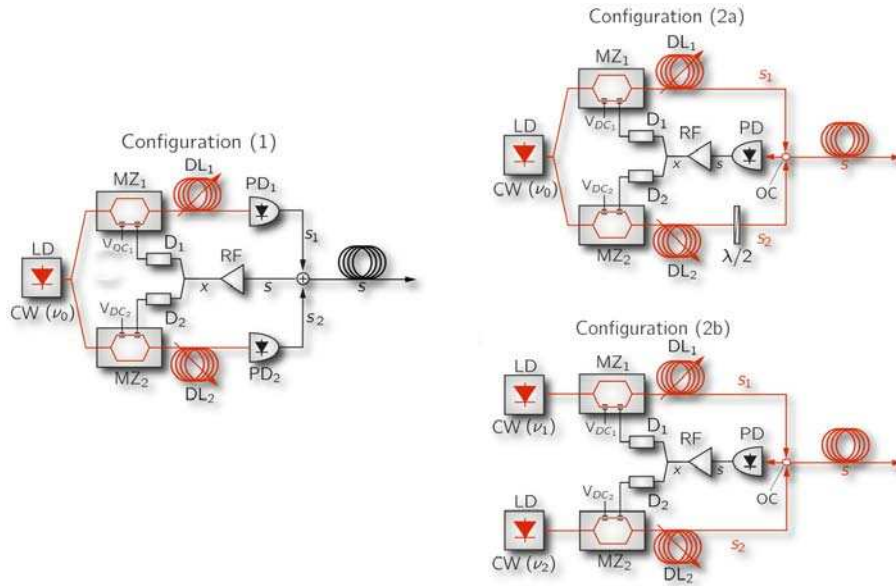 Configuration (1)
DL₁
MZ₁
PD₁
V_DC₁
D₁
s₁
LD
RF
x
s
s
CW (ν₀)
V_DC₂
D₂
s₂
MZ₂
DL₂
PD₂
Configuration (2a)
DL₁
MZ₁
s₁
V_DC₁
D₁
LD
RF
PD
x
s
s
CW (ν₀)
V_DC₂
D₂
OC
s₂
MZ₂
DL₂
λ/2
Configuration (2b)
DL₁
MZ₁
LD
s₁
V_DC₁
D₁
CW (ν₁)
RF
PD
x
s
s
V_DC₂
D₂
OC
LD
s₂
MZ₂
DL₂
CW (ν₂)